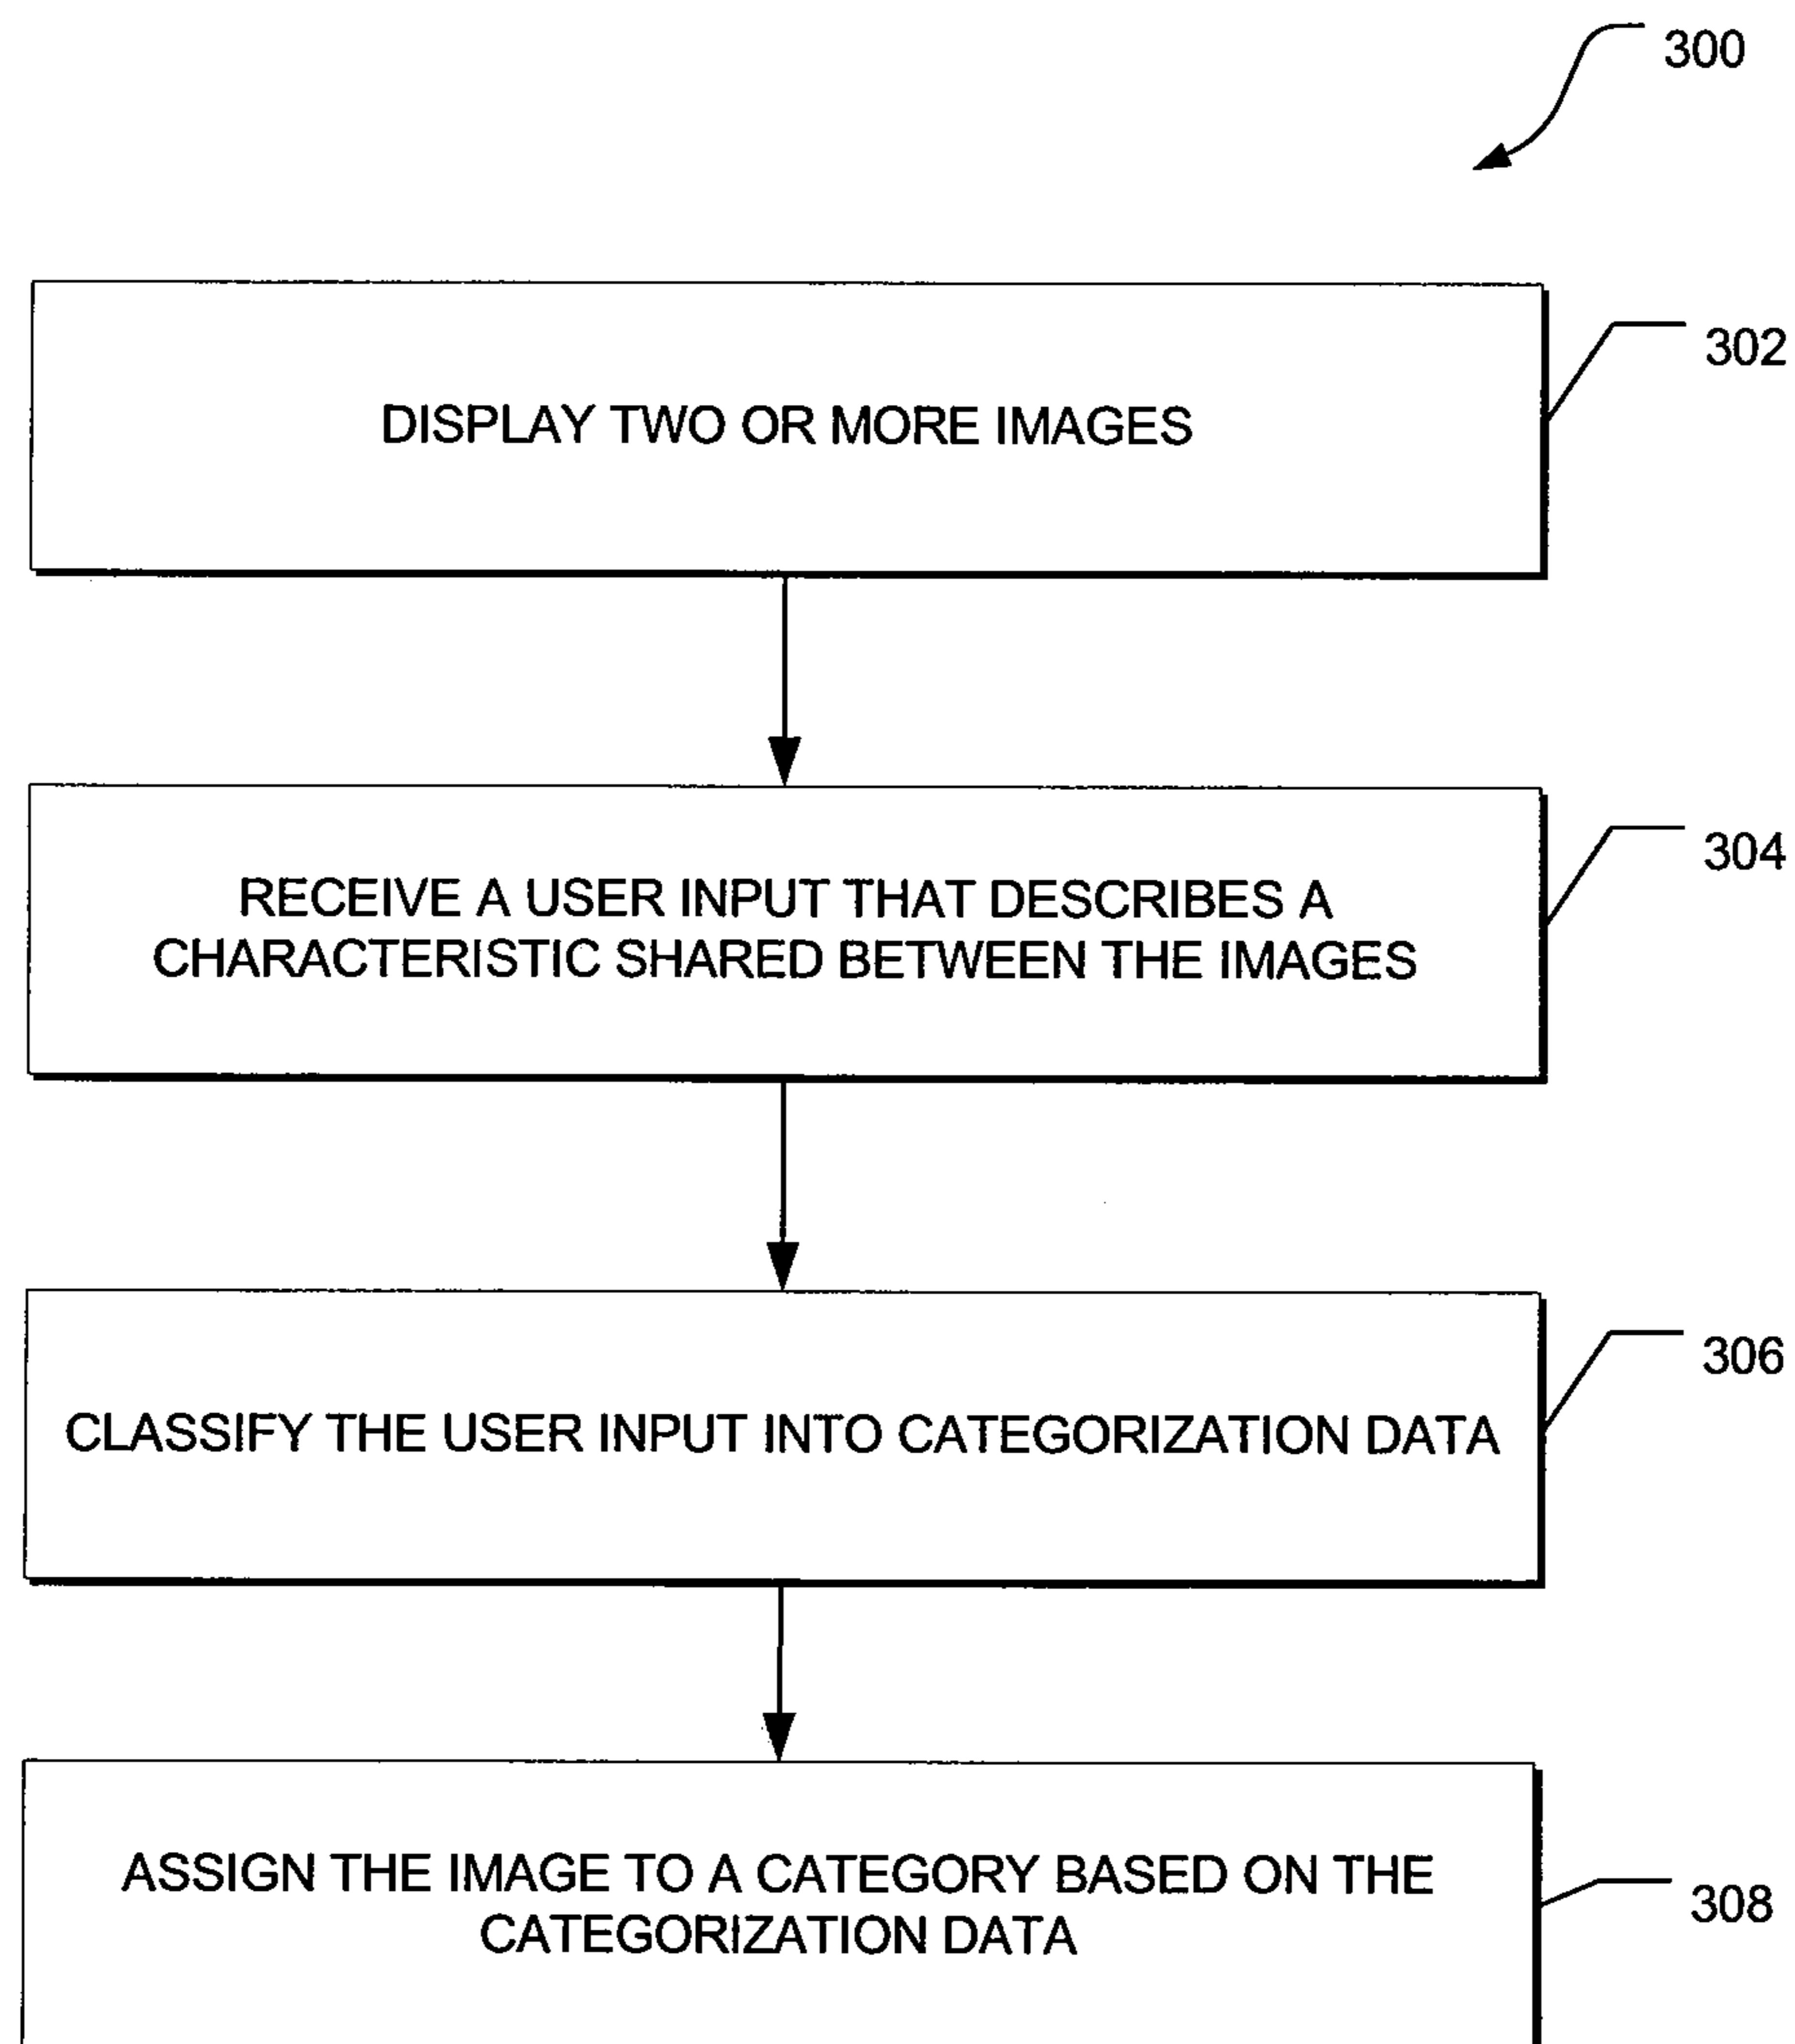 300
DISPLAY TWO OR MORE IMAGES
302
RECEIVE A USER INPUT THAT DESCRIBES A
CHARACTERISTIC SHARED BETWEEN THE IMAGES
304
CLASSIFY THE USER INPUT INTO CATEGORIZATION DATA
306
ASSIGN THE IMAGE TO A CATEGORY BASED ON THE
CATEGORIZATION DATA
308